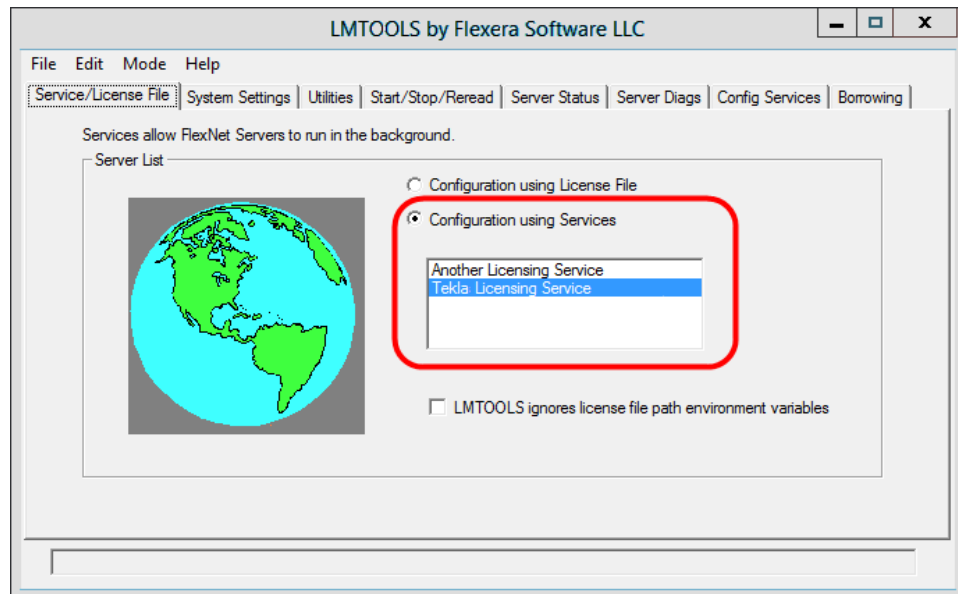 LMTOOLS by Flexera Software LLC
File Edit Mode Help
Service/License File System Settings Utilities Start/Stop/Reread Server Status Server Diags Config Services Borrowing
Services allow FlexNet Servers to run in the background.
Server List
Configuration using License File
Configuration using Services
Another Licensing Service
Tekla Licensing Service
LMTOOLS ignores license file path environment variables